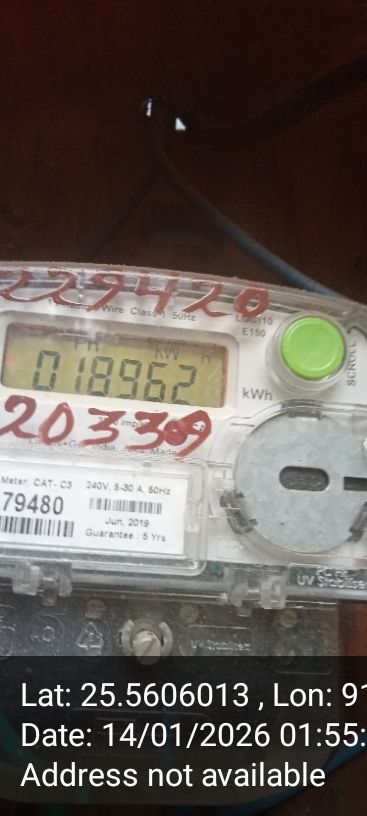 229420
Wire Class 1 50Hz
E150
PH KW H
018962
kWh
SCROLL
203309
Meter, CAT- C3
240V, 5-30 A, 50Hz
79480
Jun, 2019
Guarantee : 5 Yrs
UV Stabilized
Lat: 25.5606013 , Lon: 91
Date: 14/01/2026 01:55:
Address not available